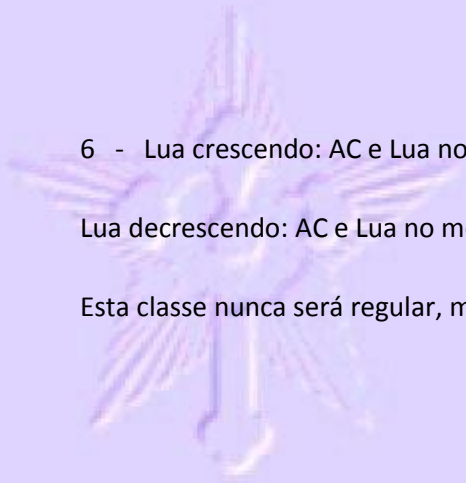 6 - Lua crescendo: AC e Lua no
Lua decrescendo: AC e Lua no
Esta classe nunca será regular,